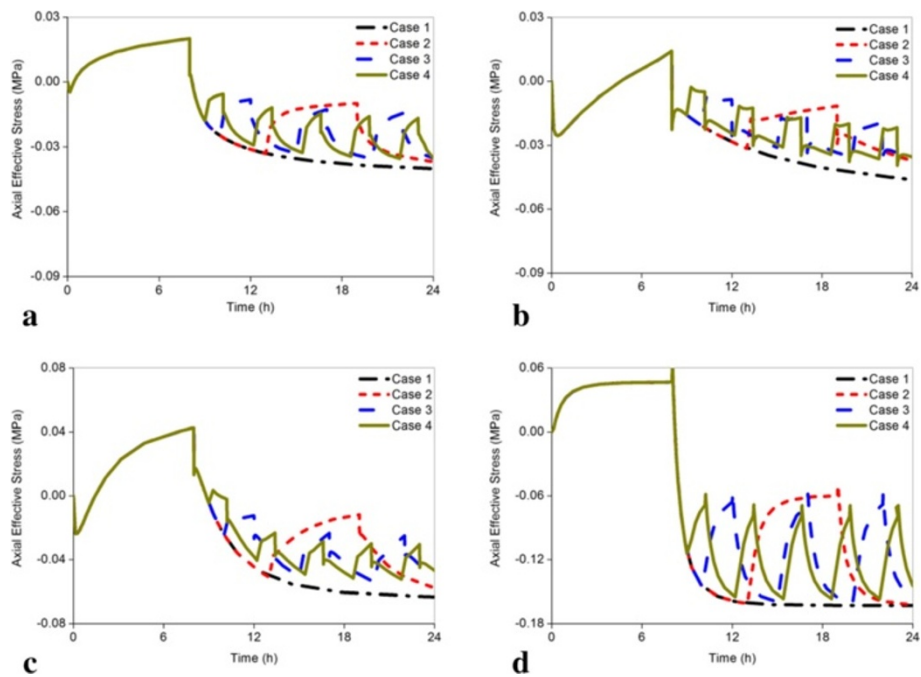 0.03
0.00
-0.03
-0.06
-0.09
Axial Effective Stress (MPa)
0 6 12 18 24
Time (h)
Case 1
Case 2
Case 3
Case 4
a
0.03
0.00
-0.03
-0.06
-0.09
Axial Effective Stress (MPa)
0 6 12 18 24
Time (h)
Case 1
Case 2
Case 3
Case 4
b
0.08
0.04
0.00
-0.04
-0.08
Axial Effective Stress (MPa)
0 6 12 18 24
Time (h)
Case 1
Case 2
Case 3
Case 4
c
0.06
0.00
-0.06
-0.12
-0.18
Axial Effective Stress (MPa)
0 6 12 18 24
Time (h)
Case 1
Case 2
Case 3
Case 4
d